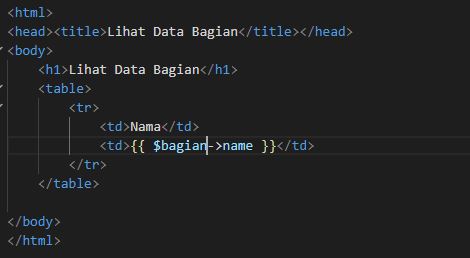 <html>
<head><title>Lihat Data Bagian</title></head>
<body>
    <h1>Lihat Data Bagian</h1>
    <table>
        <tr>
            <td>Nama</td>
            <td>{{ $bagian->name }}</td>
        </tr>
    </table>

</body>
</html>